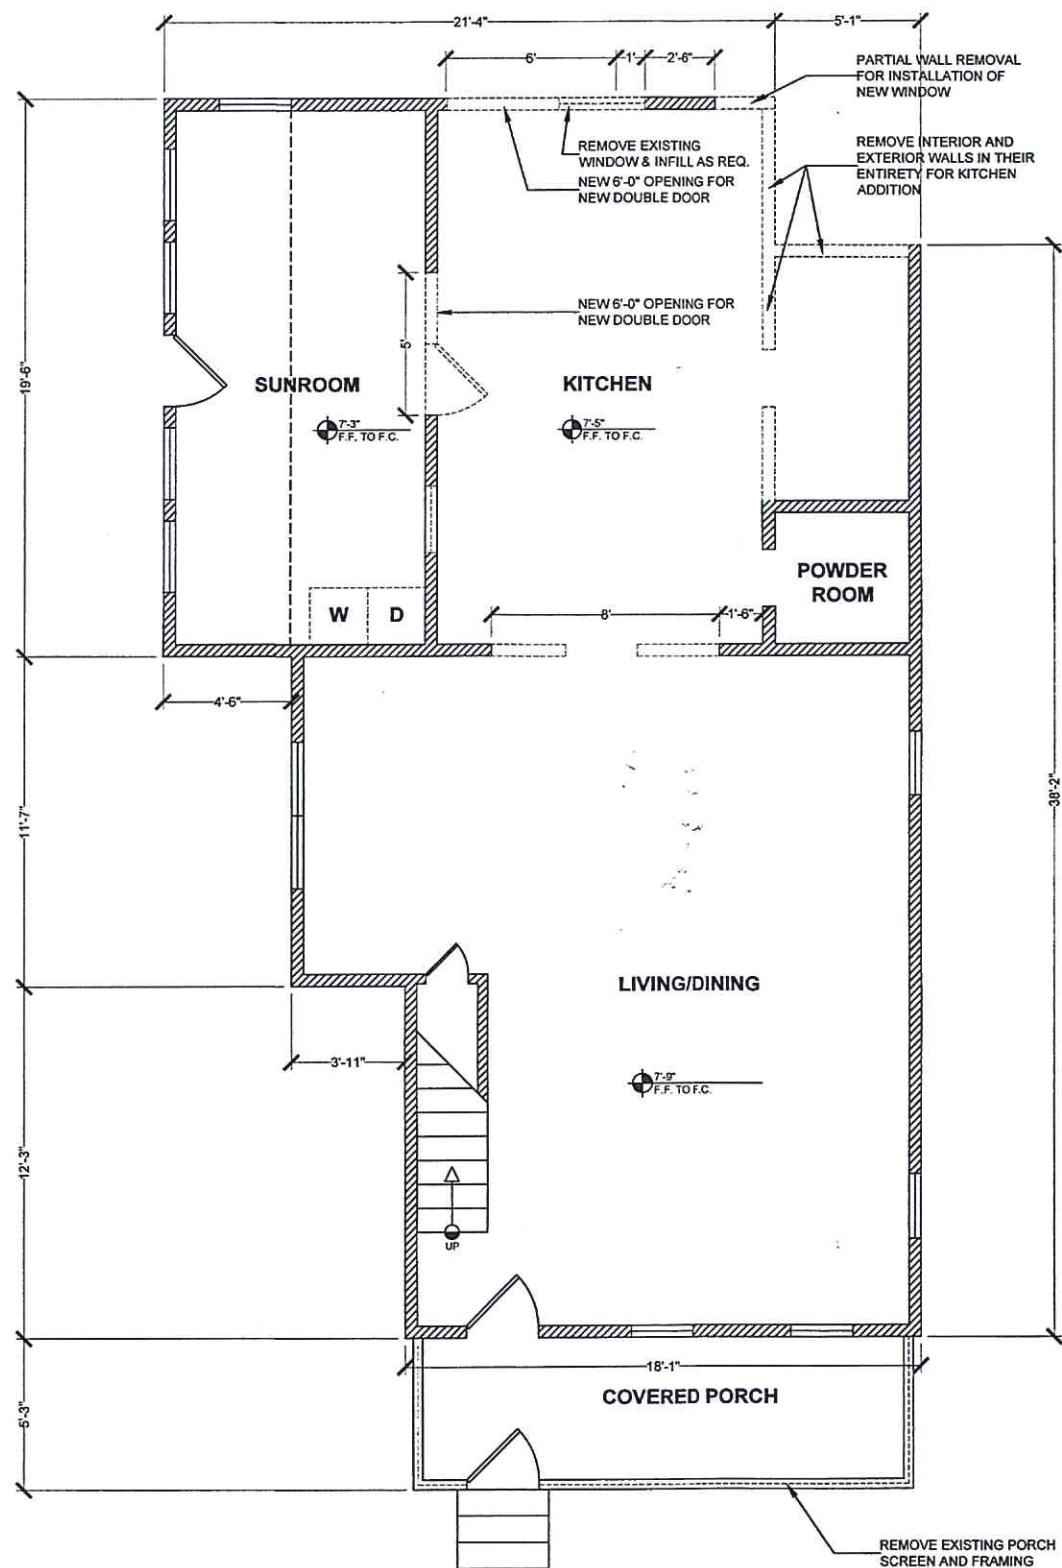 21'-4"
5'-1"
6'
1'
2'-6"
PARTIAL WALL REMOVAL
FOR INSTALLATION OF
NEW WINDOW
REMOVE EXISTING
WINDOW & INFILL AS REQ.
NEW 6'-0" OPENING FOR
NEW DOUBLE DOOR
REMOVE INTERIOR AND
EXTERIOR WALLS IN THEIR
ENTIRETY FOR KITCHEN
ADDITION
NEW 6'-0" OPENING FOR
NEW DOUBLE DOOR
5'
19'-6"
SUNROOM
7'-3"
F.F. TO F.C.
KITCHEN
7'-5"
F.F. TO F.C.
POWDER
ROOM
W
D
8'
1'-6"
4'-6"
11'-7"
38'-2"
LIVING/DINING
3'-11"
7'-9"
F.F. TO F.C.
12'-3"
UP
18'-1"
COVERED PORCH
5'-3"
REMOVE EXISTING PORCH
SCREEN AND FRAMING